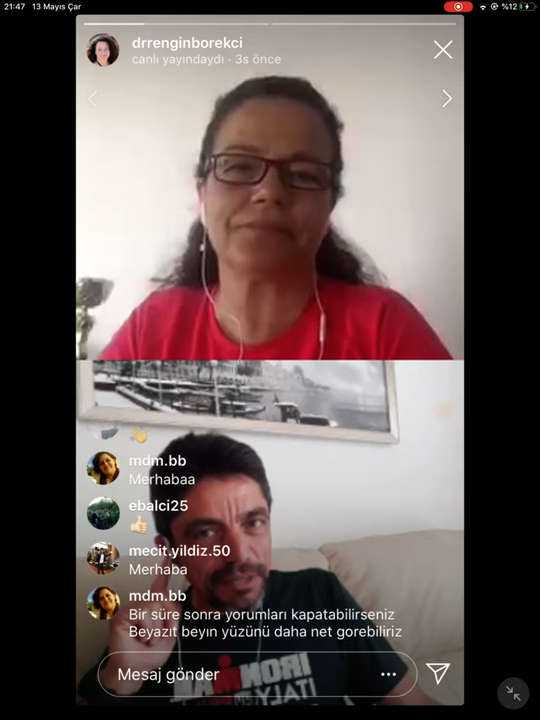 21:47 13 Mayıs Çar
%12
drrenginborekci
canlı yayındaydı · 3s önce
mdm.bb
Merhabaa
ebalci25
mecit.yildiz.50
Merhaba
mdm.bb
Bir süre sonra yorumları kapatabilirseniz
Beyazıt beyın yüzünü daha net gorebiliriz
Mesaj gönder
IRONMAN
ITALY